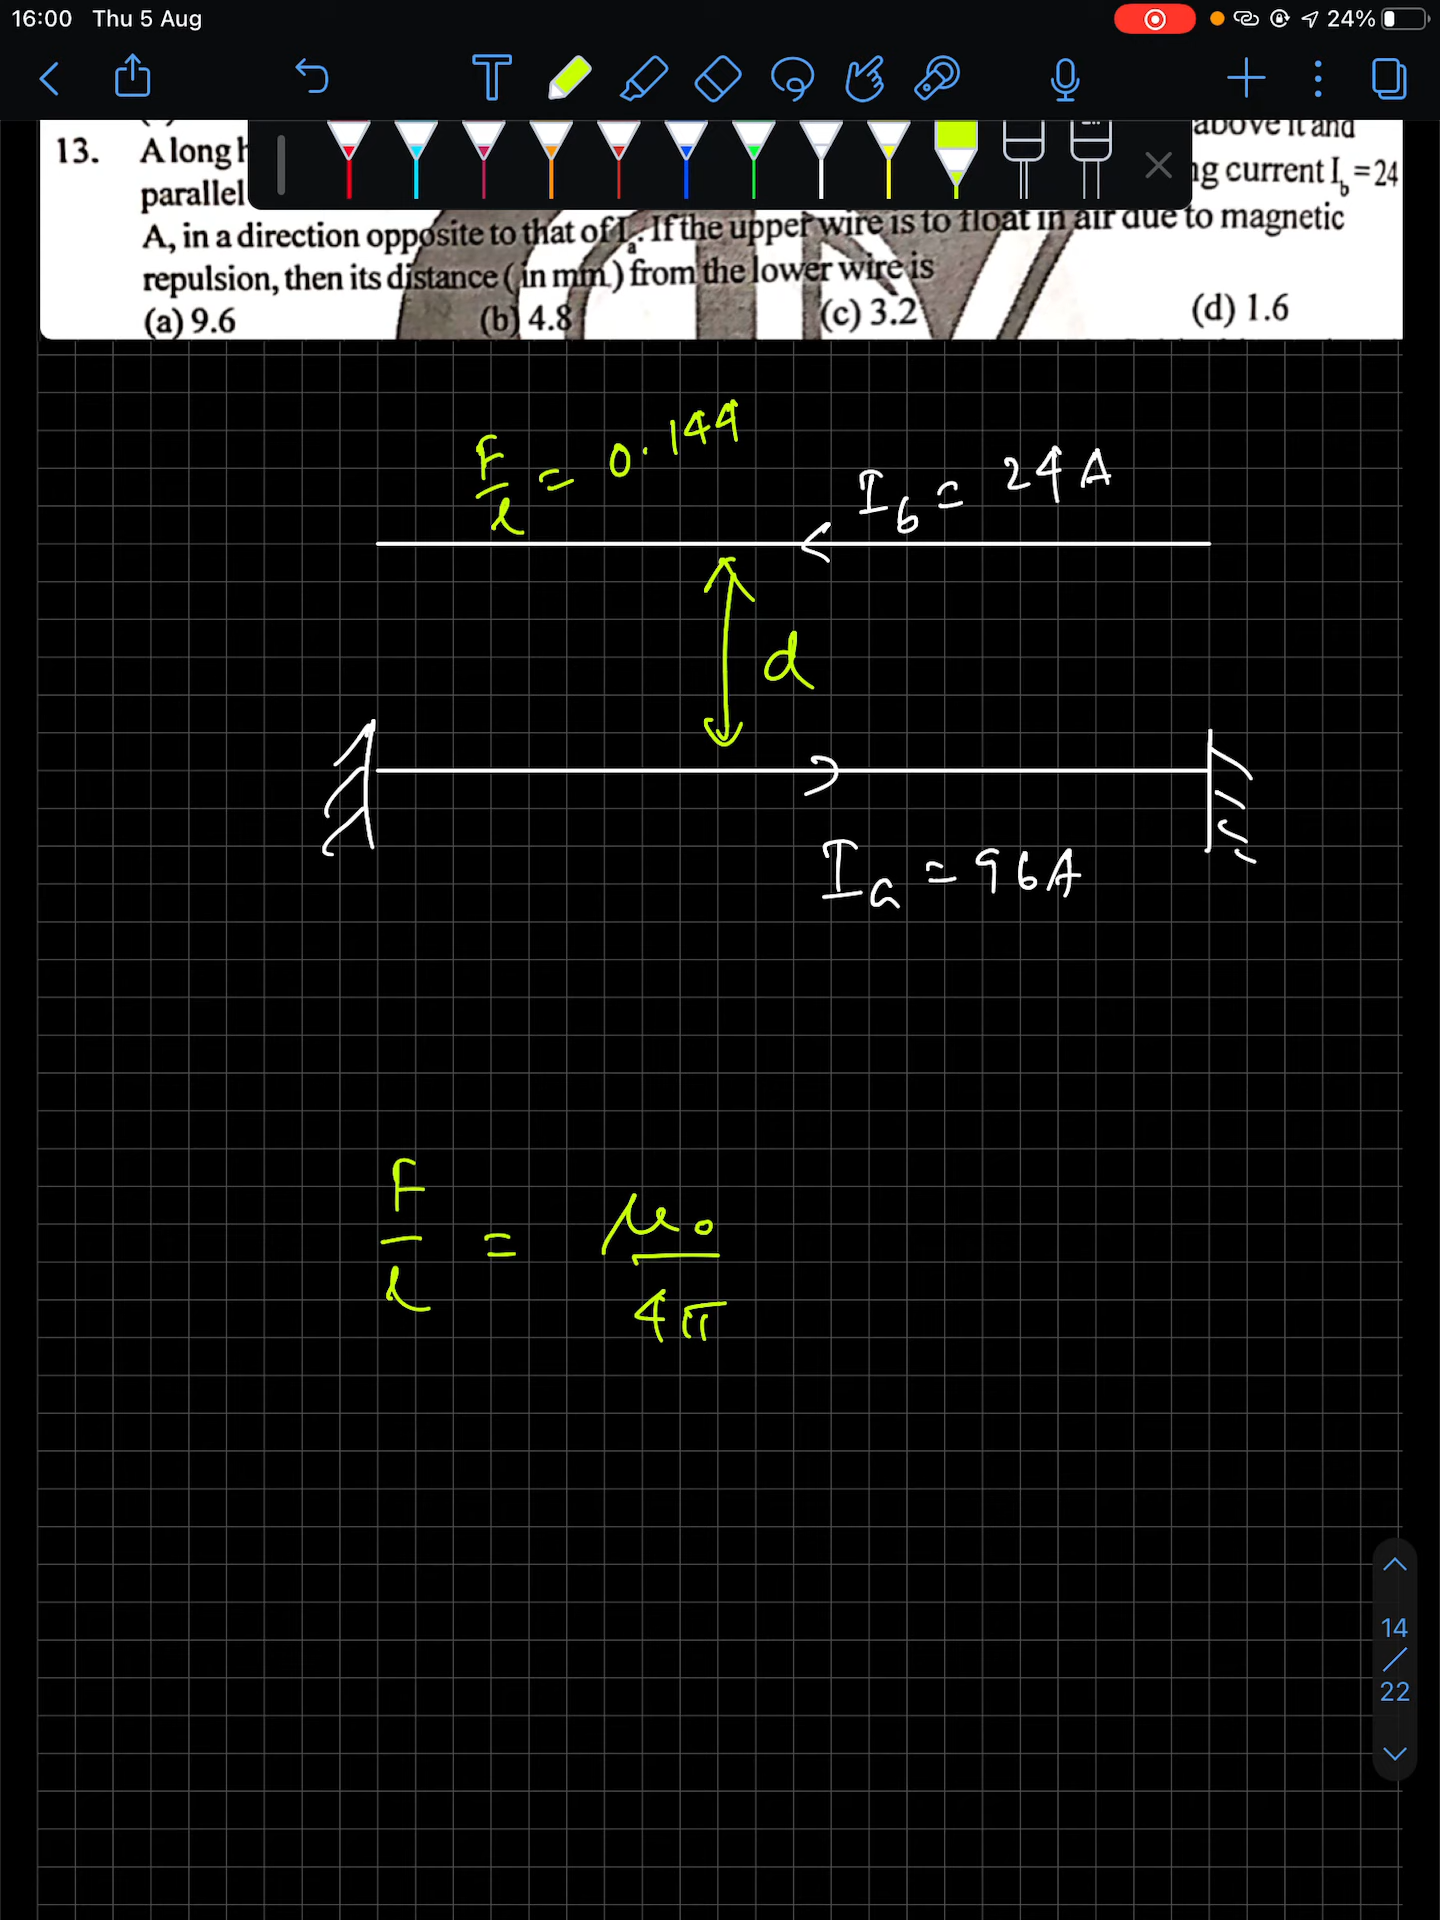 16:00 Thu 5 Aug
24%
above it and
13. A long
parallel
ng current I_b = 24
A, in a direction opposite to that of I_a. If the upper wire is to float in air due to magnetic
repulsion, then its distance ( in mm ) from the lower wire is
(a) 9.6 (b) 4.8 (c) 3.2 (d) 1.6
F/l = 0.144
I_b = 24 A
d
I_a = 96A
F/l = μ₀/4π
14
/
22